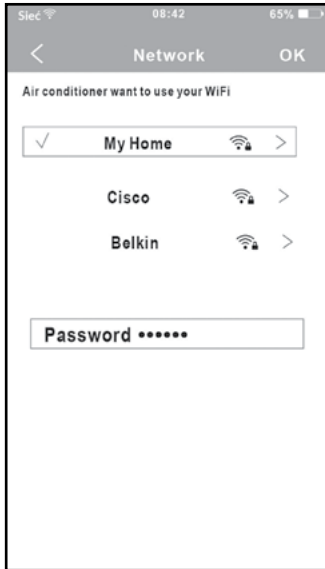 Sieć 08:42 65%
< Network OK
Air conditioner want to use your WiFi
✓ My Home >
Cisco >
Belkin >
Password ••••••